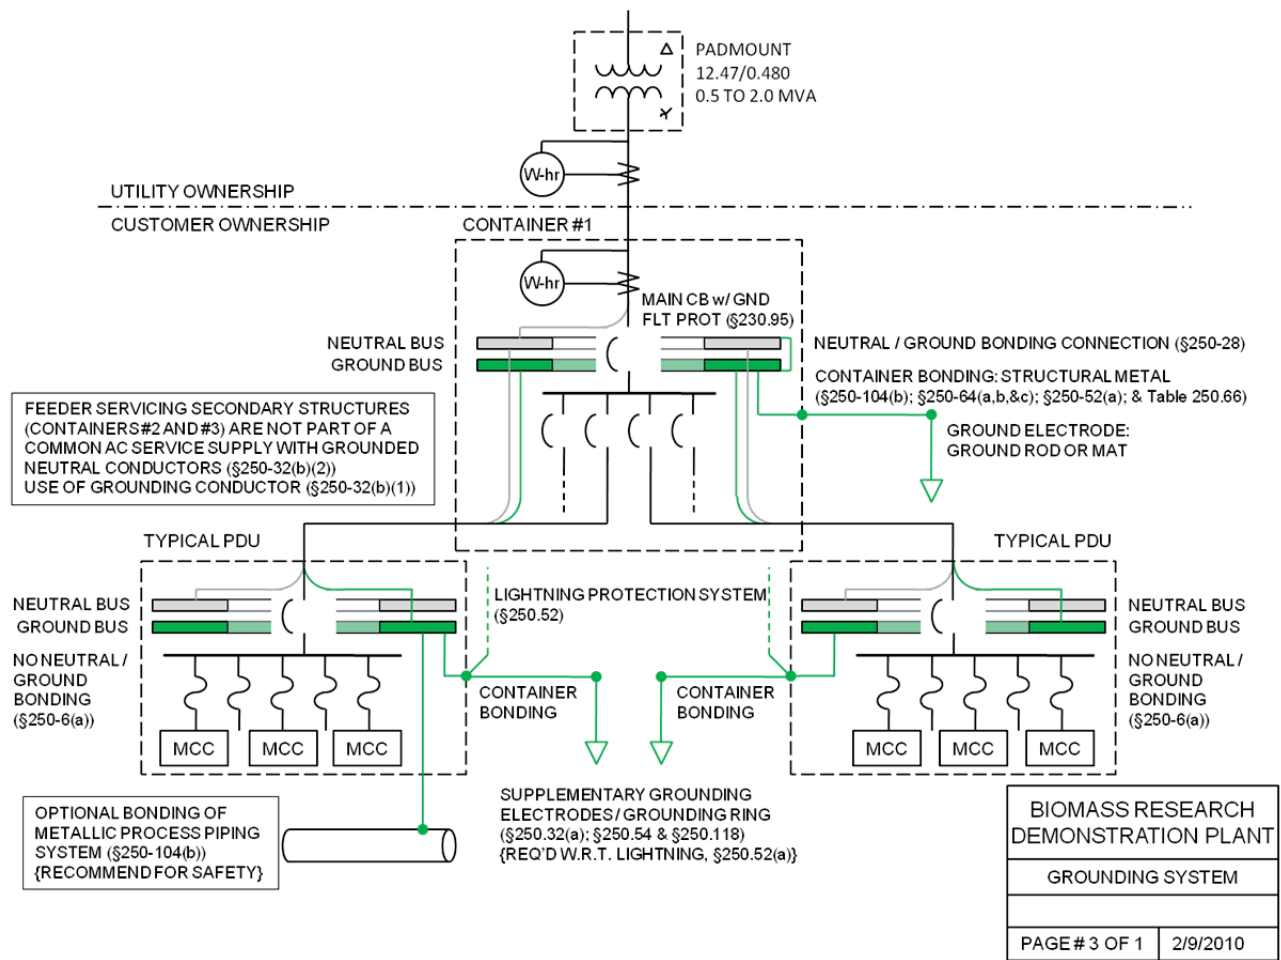 PADMOUNT
12.47/0.480
0.5 TO 2.0 MVA
W-hr
UTILITY OWNERSHIP
CUSTOMER OWNERSHIP
CONTAINER #1
W-hr
MAIN CB w/ GND
FLT PROT (§230.95)
NEUTRAL BUS
GROUND BUS
NEUTRAL / GROUND BONDING CONNECTION (§250-28)
CONTAINER BONDING: STRUCTURAL METAL
(§250-104(b); §250-64(a,b,&c); §250-52(a); & Table 250.66)
GROUND ELECTRODE:
GROUND ROD OR MAT
FEEDER SERVICING SECONDARY STRUCTURES
(CONTAINERS #2 AND #3) ARE NOT PART OF A
COMMON AC SERVICE SUPPLY WITH GROUNDED
NEUTRAL CONDUCTORS (§250-32(b)(2))
USE OF GROUNDING CONDUCTOR (§250-32(b)(1))
TYPICAL PDU
TYPICAL PDU
NEUTRAL BUS
GROUND BUS
LIGHTNING PROTECTION SYSTEM
(§250.52)
NEUTRAL BUS
GROUND BUS
NO NEUTRAL /
GROUND
BONDING
(§250-6(a))
CONTAINER
BONDING
CONTAINER
BONDING
NO NEUTRAL /
GROUND
BONDING
(§250-6(a))
MCC
MCC
MCC
MCC
MCC
MCC
OPTIONAL BONDING OF
METALLIC PROCESS PIPING
SYSTEM (§250-104(b))
{RECOMMEND FOR SAFETY}
SUPPLEMENTARY GROUNDING
ELECTRODES / GROUNDING RING
(§250.32(a); §250.54 & §250.118)
{REQ'D W.R.T. LIGHTNING, §250.52(a)}
BIOMASS RESEARCH
DEMONSTRATION PLANT
GROUNDING SYSTEM
PAGE # 3 OF 1
2/9/2010